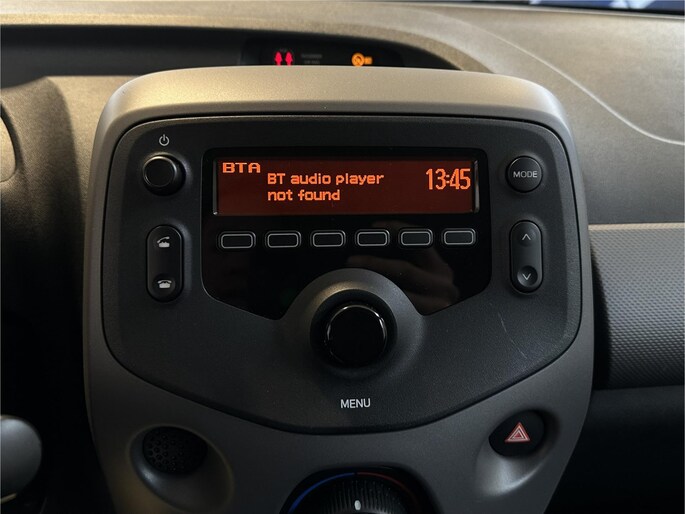 BTA
BT audio player
not found
13:45
MODE
MENU